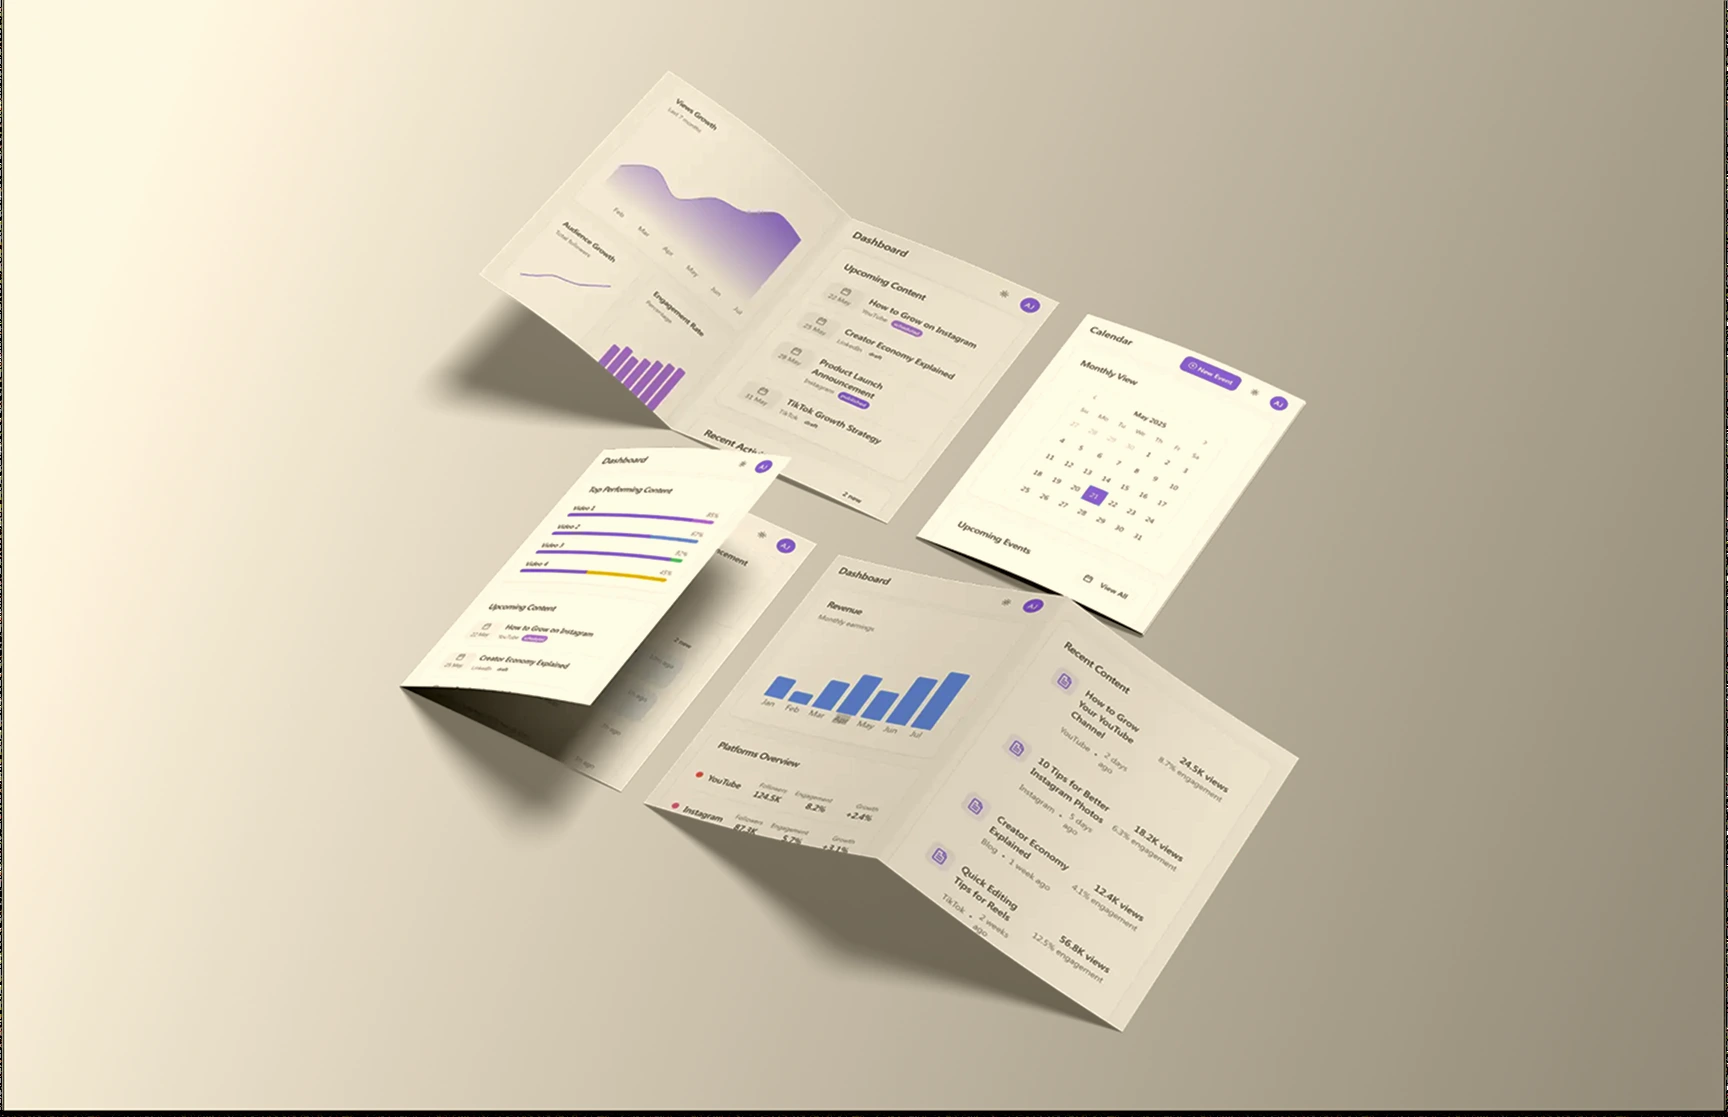 Views Growth
Last 7 months
Feb
Mar
Apr
May
Jun
Jul
Audience Growth
Total followers
Engagement Rate
Percentage
Dashboard
AJ
Upcoming Content
22 May
How to Grow on Instagram
YouTube scheduled
25 May
Creator Economy Explained
LinkedIn draft
28 May
Product Launch
Announcement
Instagram published
31 May
TikTok Growth Strategy
TikTok draft
Recent Acti
2 new
Calendar
New Event
AJ
Monthly View
May 2025
Su Mo Tu We Th Fr Sa
27 28 29 30 1 2 3
4 5 6 7 8 9 10
11 12 13 14 15 16 17
18 19 20 21 22 23 24
25 26 27 28 29 30 31
Upcoming Events
View All
Dashboard
AJ
Top Performing Content
Video 1 85%
Video 2
Video 3
Video 4
Upcoming Content
22 May
How to Grow on Instagram
YouTube scheduled
25 May
Creator Economy Explained
LinkedIn draft
AJ
ncement
2 new
Dashboard
AJ
Revenue
Monthly earnings
Jan Feb Mar Apr May Jun Jul
Platforms Overview
YouTube
Followers
124.5K
Engagement
8.2%
Growth
+2.4%
Instagram
Followers
87.3K
Engagement
5.7%
Growth
+3.1%
Recent Content
How to Grow
Your YouTube
Channel
YouTube • 2 days
ago
24.5K views
8.7% engagement
10 Tips for Better
Instagram Photos
Instagram • 5 days
ago
18.2K views
6.3% engagement
Creator Economy
Explained
Blog • 1 week ago
12.4K views
4.1% engagement
Quick Editing
Tips for Reels
TikTok • 2 weeks
ago
56.8K views
12.5% engagement